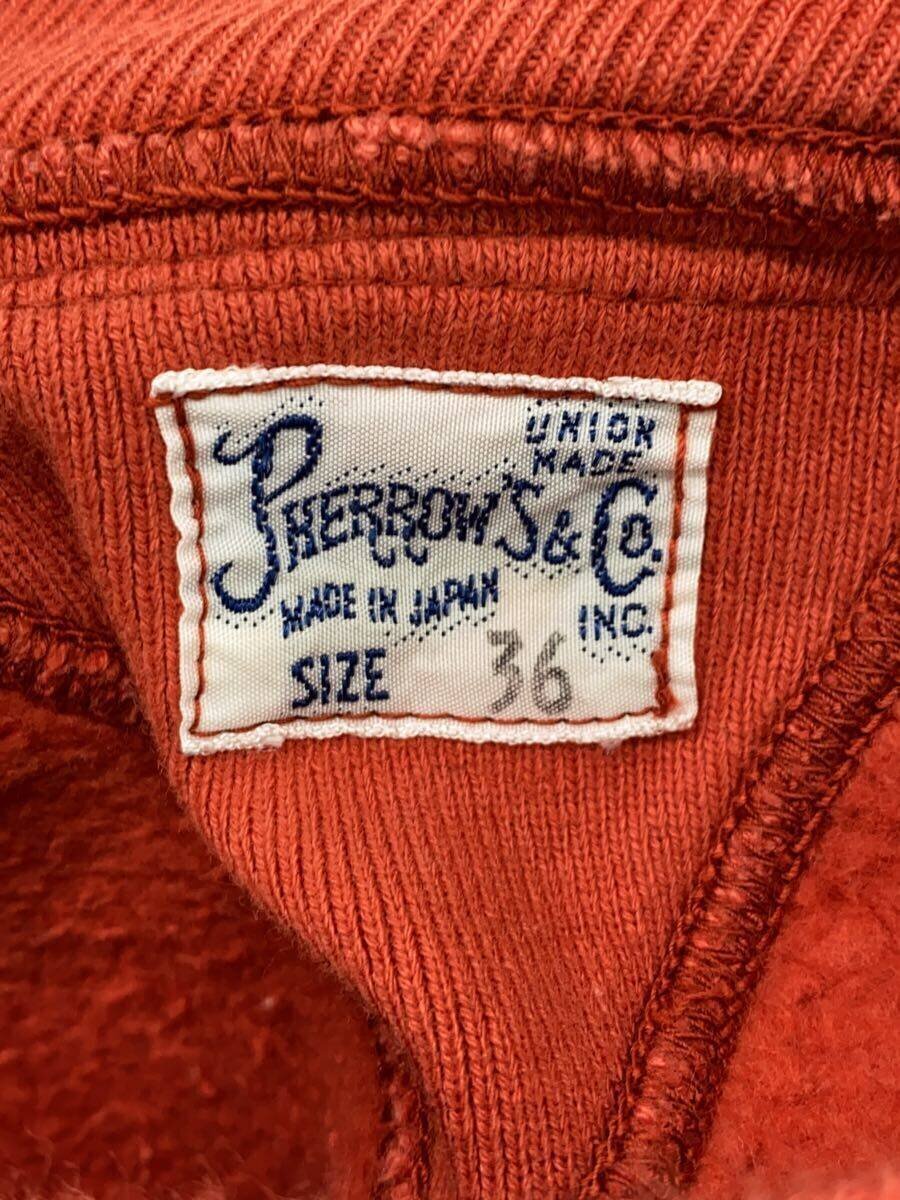 UNION
MADE
PHERROW'S & Co.
MADE IN JAPAN
INC.
SIZE 36